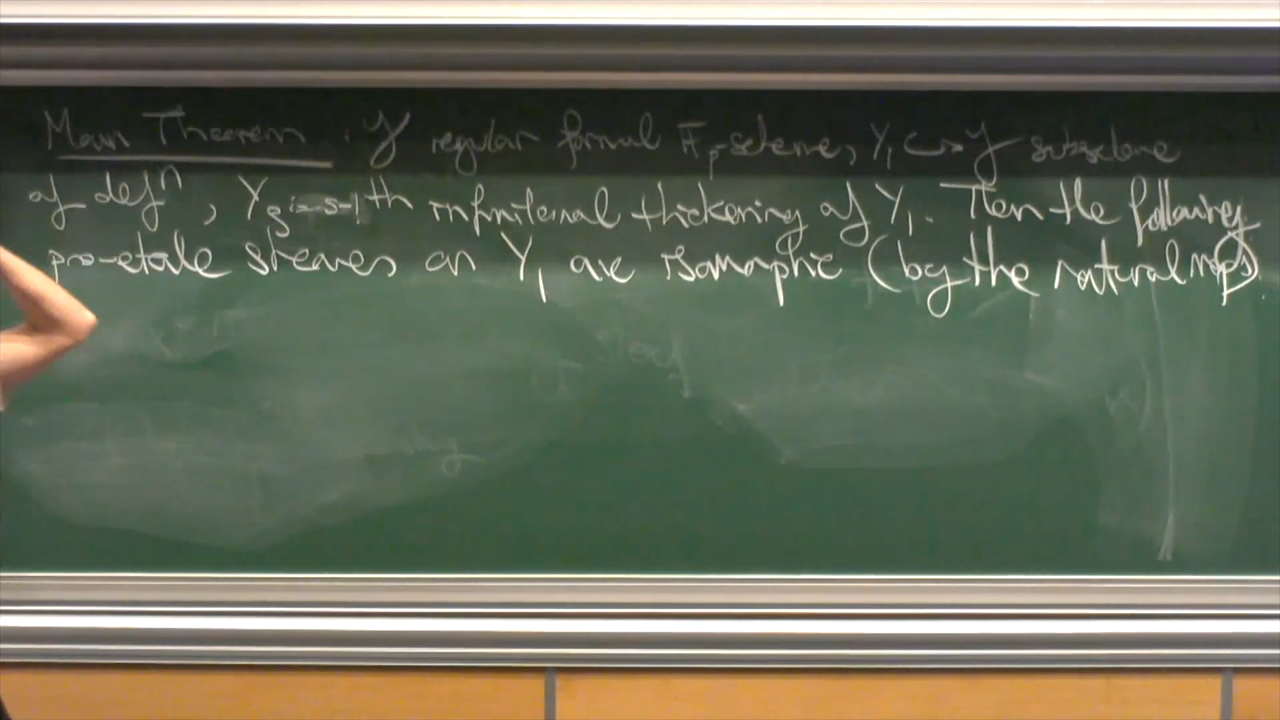 Main Theorem : Y regular formal F_p-scheme, Y_1 ↪ Y subscheme
of defⁿ, Y_s := s-1th infinitesimal thickening of Y_1. Then the following
pro-etale sheaves on Y_1 are isomorphic (by the natural maps)